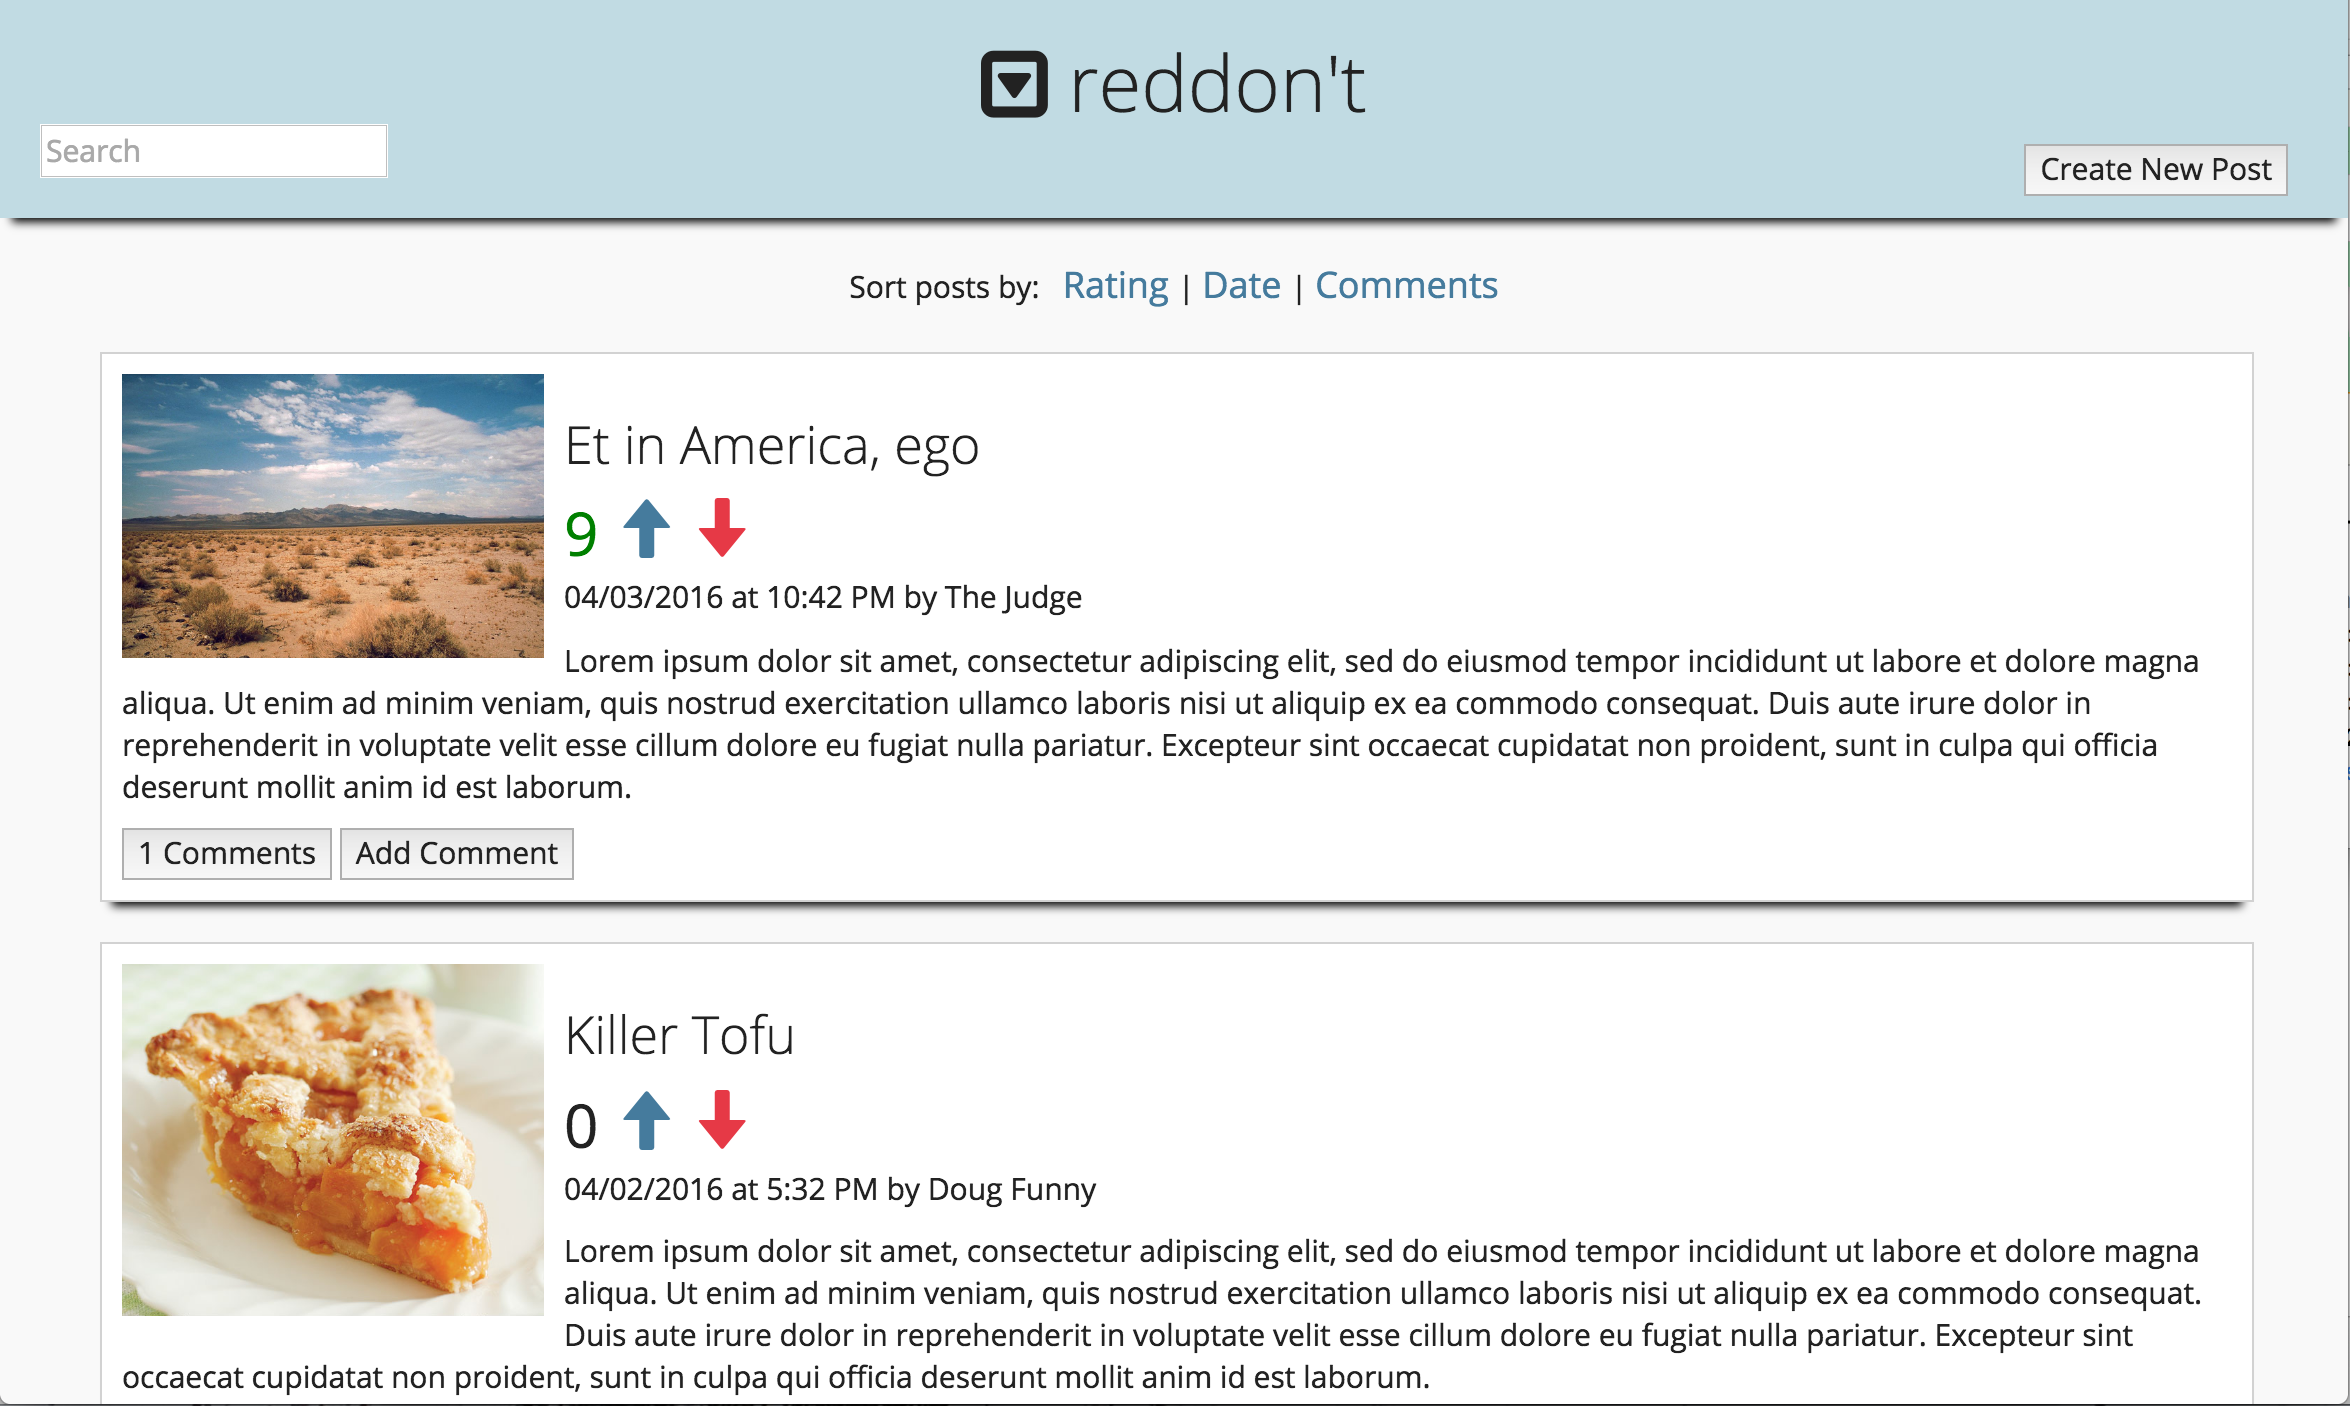 reddon't
Search
Create New Post
Sort posts by: Rating | Date | Comments
Et in America, ego
9
04/03/2016 at 10:42 PM by The Judge
Lorem ipsum dolor sit amet, consectetur adipiscing elit, sed do eiusmod tempor incididunt ut labore et dolore magna
aliqua. Ut enim ad minim veniam, quis nostrud exercitation ullamco laboris nisi ut aliquip ex ea commodo consequat. Duis aute irure dolor in
reprehenderit in voluptate velit esse cillum dolore eu fugiat nulla pariatur. Excepteur sint occaecat cupidatat non proident, sunt in culpa qui officia
deserunt mollit anim id est laborum.
1 Comments Add Comment
Killer Tofu
0
04/02/2016 at 5:32 PM by Doug Funny
Lorem ipsum dolor sit amet, consectetur adipiscing elit, sed do eiusmod tempor incididunt ut labore et dolore magna
aliqua. Ut enim ad minim veniam, quis nostrud exercitation ullamco laboris nisi ut aliquip ex ea commodo consequat.
Duis aute irure dolor in reprehenderit in voluptate velit esse cillum dolore eu fugiat nulla pariatur. Excepteur sint
occaecat cupidatat non proident, sunt in culpa qui officia deserunt mollit anim id est laborum.